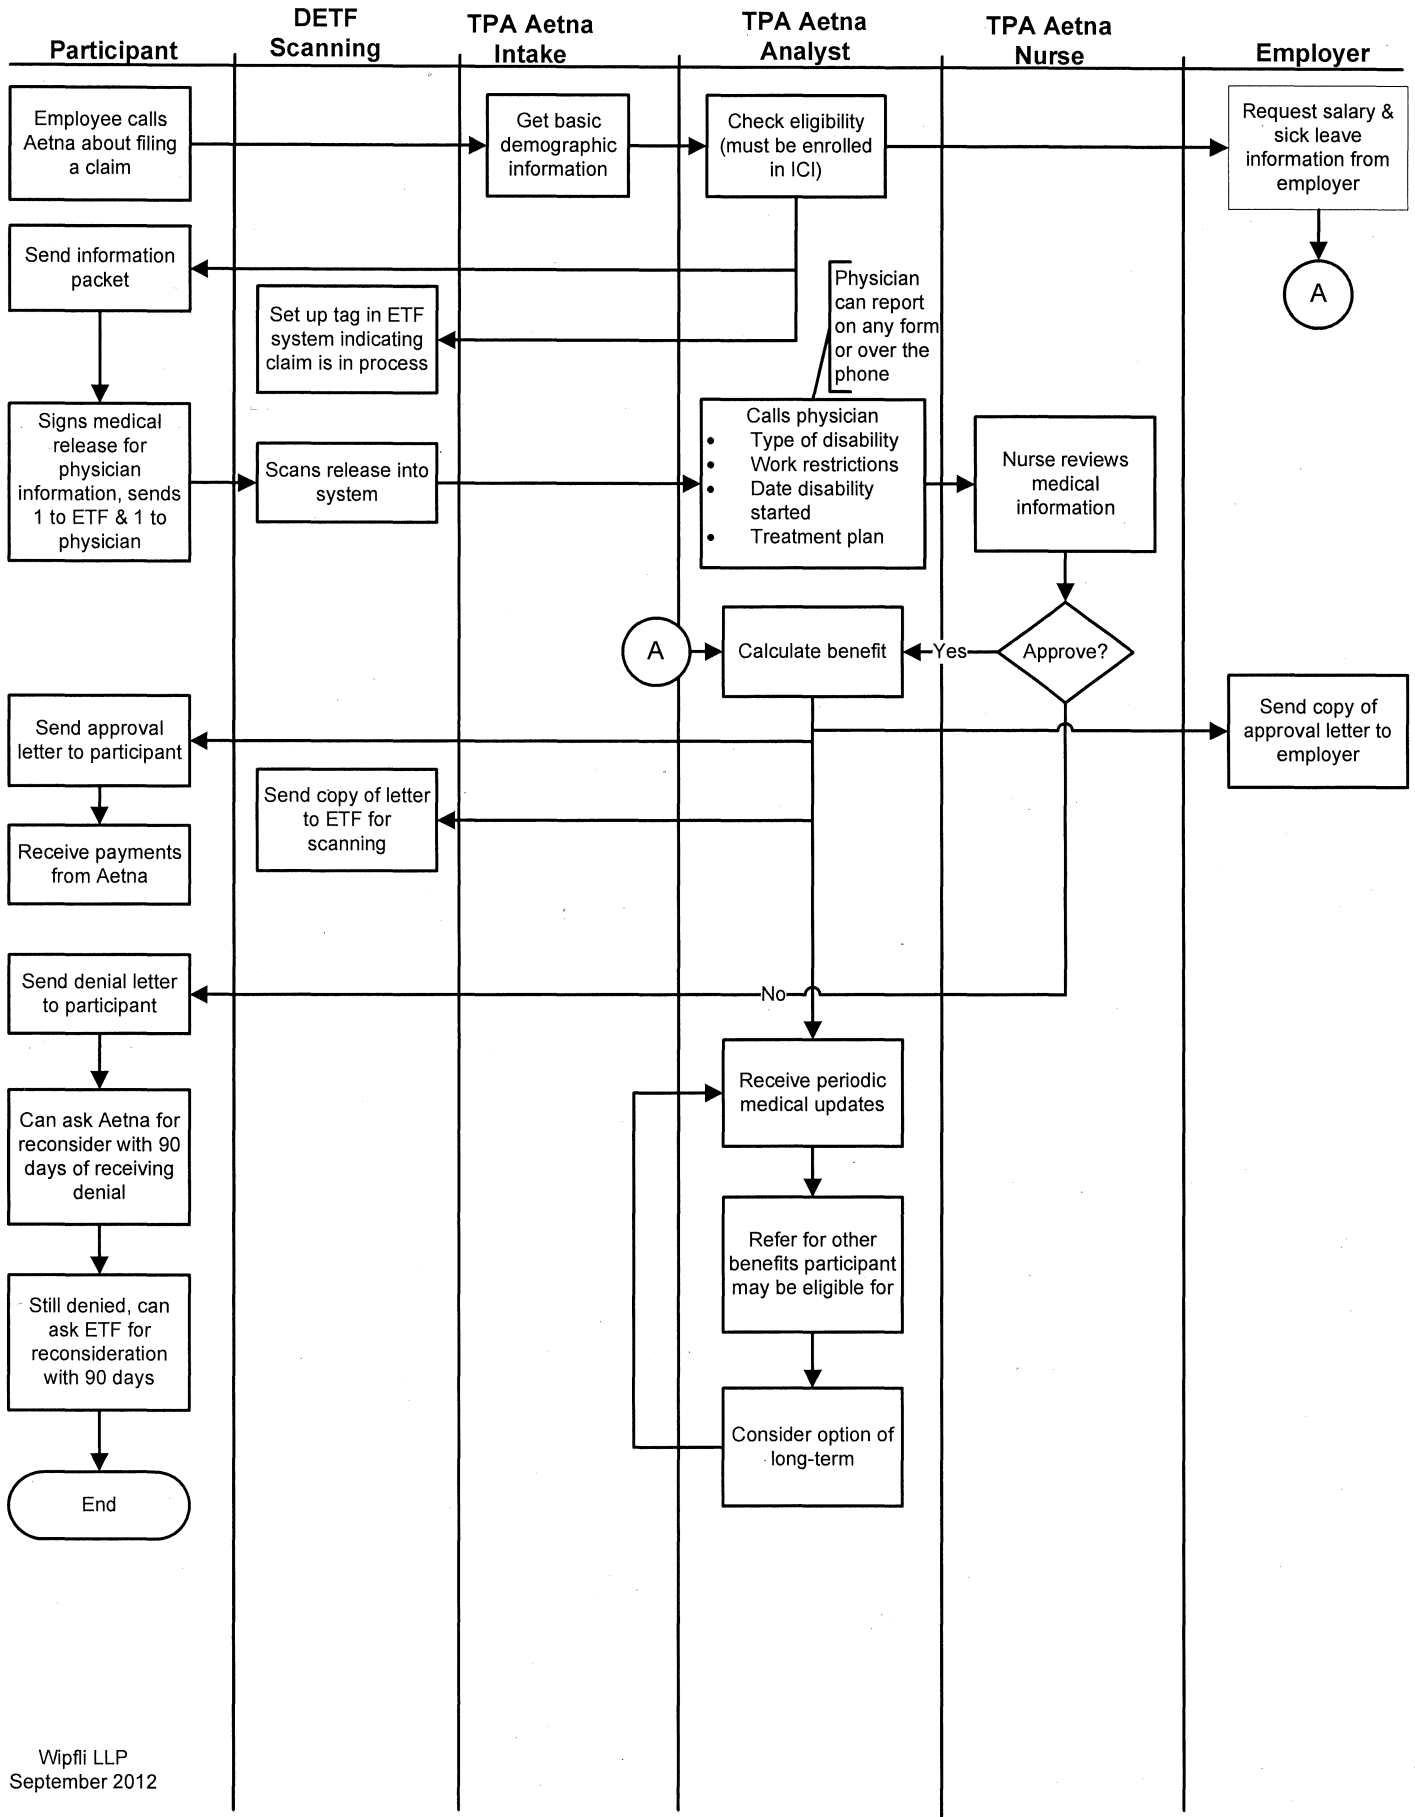 Participant
DETF
Scanning
TPA Aetna
Intake
TPA Aetna
Analyst
TPA Aetna
Nurse
Employer
Employee calls
Aetna about filing
a claim
Get basic
demographic
information
Check eligibility
(must be enrolled
in ICI)
Request salary &
sick leave
information from
employer
A
Send information
packet
Set up tag in ETF
system indicating
claim is in process
Physician
can report
on any form
or over the
phone
Signs medical
release for
physician
information, sends
1 to ETF & 1 to
physician
Scans release into
system
Calls physician
• Type of disability
• Work restrictions
• Date disability
started
• Treatment plan
Nurse reviews
medical
information
A
Calculate benefit
Yes
Approve?
Send approval
letter to participant
Send copy of
approval letter to
employer
Send copy of letter
to ETF for
scanning
Receive payments
from Aetna
Send denial letter
to participant
No
Can ask Aetna for
reconsider with 90
days of receiving
denial
Receive periodic
medical updates
Refer for other
benefits participant
may be eligible for
Still denied, can
ask ETF for
reconsideration
with 90 days
Consider option of
long-term
End
Wipfli LLP
September 2012